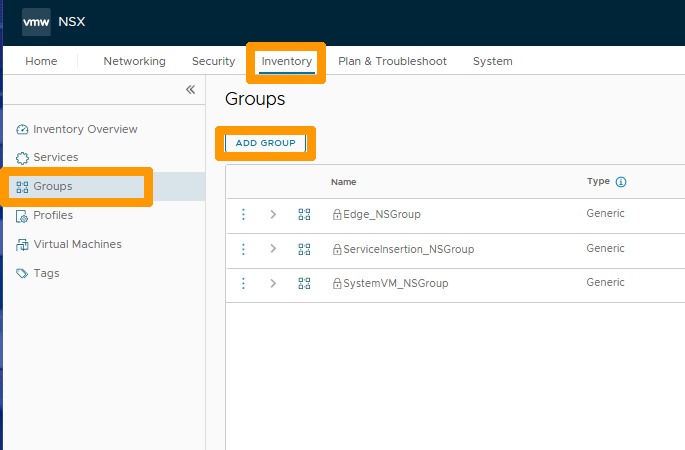 vmw NSX
Home Networking Security Inventory Plan & Troubleshoot System
Groups
Inventory Overview
Services
Groups
Profiles
Virtual Machines
Tags
ADD GROUP
Name Type
Edge_NSGroup Generic
ServiceInsertion_NSGroup Generic
SystemVM_NSGroup Generic